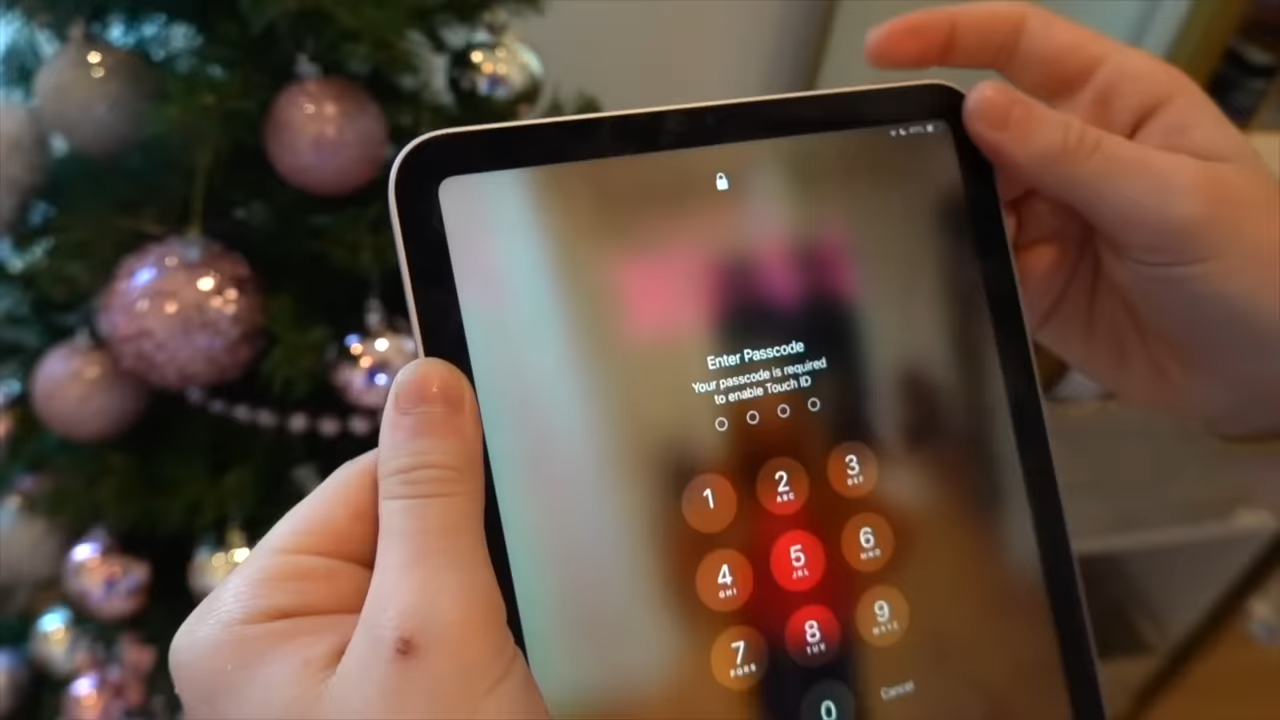 Enter Passcode
Your passcode is required
to enable Touch ID
1 2 3
ABC DEF
4 5 6
GHI JKL MNO
7 8 9
PQRS TUV WXYZ
0
Cancel